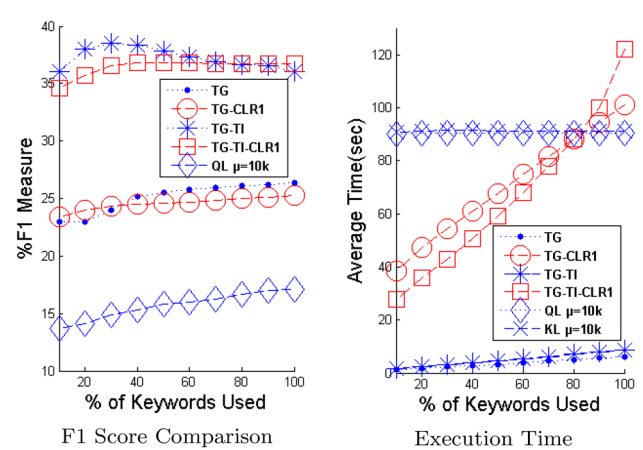 40
35
30
25
20
15
10
%F1 Measure
TG
TG-CLR1
TG-TI
TG-TI-CLR1
QL μ=10k
20 40 60 80 100
% of Keywords Used
F1 Score Comparison
120
100
80
60
40
20
0
Average Time(sec)
TG
TG-CLR1
TG-TI
TG-TI-CLR1
QL μ=10k
KL μ=10k
20 40 60 80 100
% of Keywords Used
Execution Time